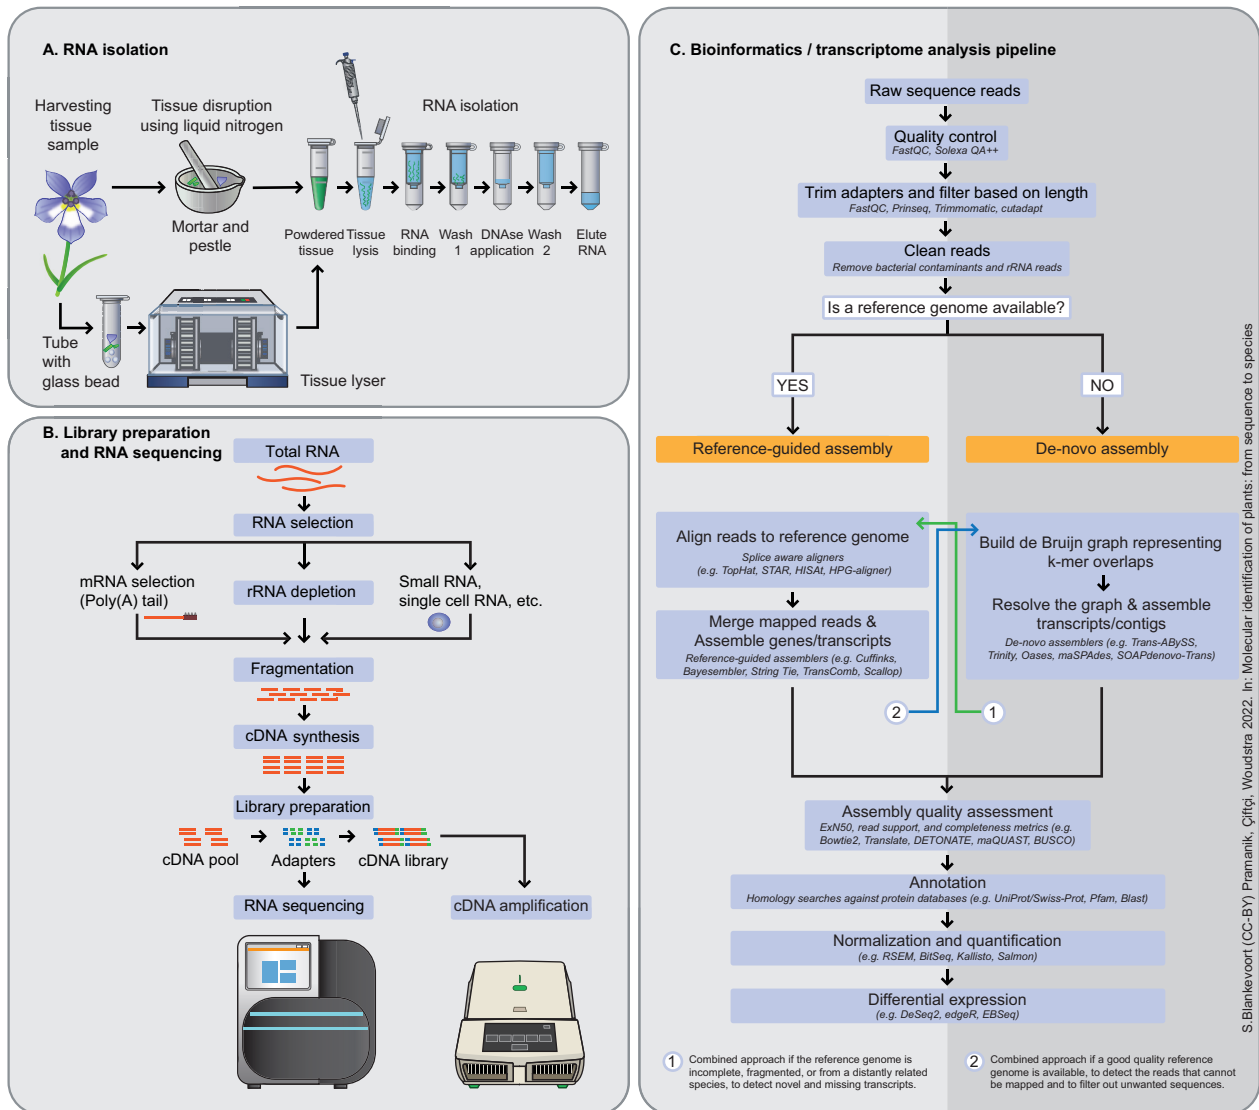 A. RNA isolation
Harvesting
tissue
sample
Tissue disruption
using liquid nitrogen
RNA isolation
Mortar and
pestle
Powdered
tissue
Tissue
lysis
RNA
binding
Wash
1
DNAse
application
Wash
2
Elute
RNA
Tube
with
glass bead
Tissue lyser
B. Library preparation
and RNA sequencing
Total RNA
RNA selection
mRNA selection
(Poly(A) tail)
rRNA depletion
Small RNA,
single cell RNA, etc.
Fragmentation
cDNA synthesis
Library preparation
cDNA pool
Adapters
cDNA library
RNA sequencing
cDNA amplification
C. Bioinformatics / transcriptome analysis pipeline
Raw sequence reads
Quality control
FastQC, Solexa QA++
Trim adapters and filter based on length
FastQC, Prinseq, Trimmomatic, cutadapt
Clean reads
Remove bacterial contaminants and rRNA reads
Is a reference genome available?
YES
NO
Reference-guided assembly
De-novo assembly
Align reads to reference genome
Splice aware aligners
(e.g. TopHat, STAR, HISAt, HPG-aligner)
Merge mapped reads &
Assemble genes/transcripts
Reference-guided assemblers (e.g. Cuffinks,
Bayesembler, String Tie, TransComb, Scallop)
Build de Bruijn graph representing
k-mer overlaps
Resolve the graph & assemble
transcripts/contigs
De-novo assemblers (e.g. Trans-ABySS,
Trinity, Oases, maSPAdes, SOAPdenovo-Trans)
2
1
Assembly quality assessment
ExN50, read support, and completeness metrics (e.g.
Bowtie2, Translate, DETONATE, maQUAST, BUSCO)
Annotation
Homology searches against protein databases (e.g. UniProt/Swiss-Prot, Pfam, Blast)
Normalization and quantification
(e.g. RSEM, BitSeq, Kallisto, Salmon)
Differential expression
(e.g. DeSeq2, edgeR, EBSeq)
1
Combined approach if the reference genome is
incomplete, fragmented, or from a distantly related
species, to detect novel and missing transcripts.
2
Combined approach if a good quality reference
genome is available, to detect the reads that cannot
be mapped and to filter out unwanted sequences.
S.Blankevoort (CC-BY) Pramanik, Çiftçi, Woudstra 2022. In: Molecular identification of plants: from sequence to species